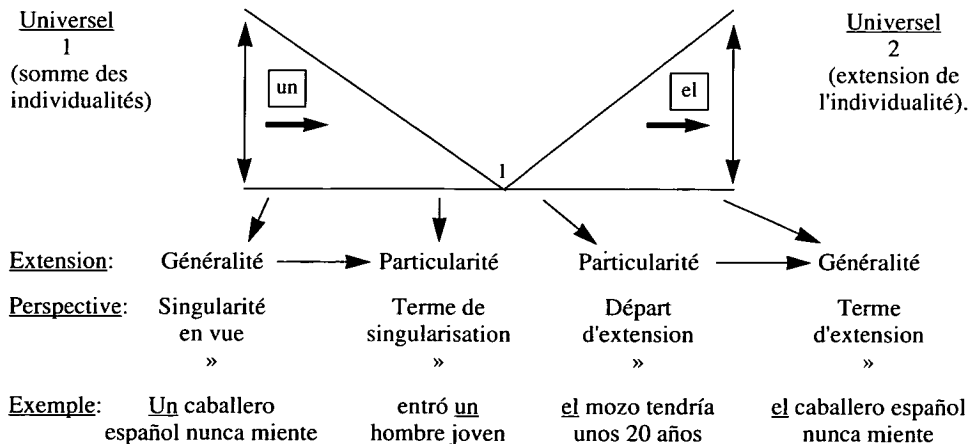 Universel
1
(somme des
individualités)
un
1
el
Universel
2
(extension de
l'individualité).
Extension: Généralité Particularité Particularité Généralité
Perspective: Singularité Terme de Départ Terme
en vue singularisation d'extension d'extension
» » » »
Exemple: Un caballero entró un el mozo tendría el caballero español
español nunca miente hombre joven unos 20 años nunca miente